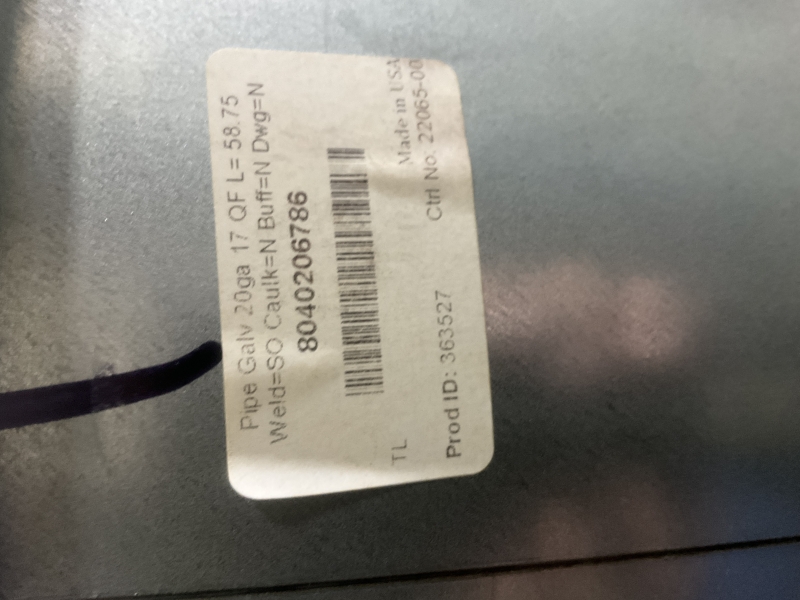 Pipe Galv 20ga 17 QF L= 58.75
Weld=SO Caulk=N Buff=N Dwg=N
8040206786
TL
Made in USA
Prod ID: 363527
Ctrl No: 22065-00